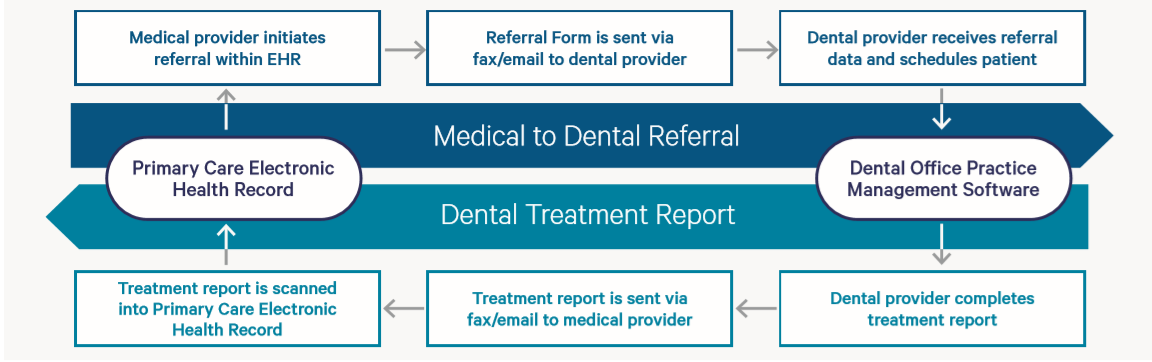 Medical provider initiates
referral within EHR
Referral Form is sent via
fax/email to dental provider
Dental provider receives referral
data and schedules patient
Medical to Dental Referral
Primary Care Electronic
Health Record
Dental Office Practice
Management Software
Dental Treatment Report
Treatment report is scanned
into Primary Care Electronic
Health Record
Treatment report is sent via
fax/email to medical provider
Dental provider completes
treatment report